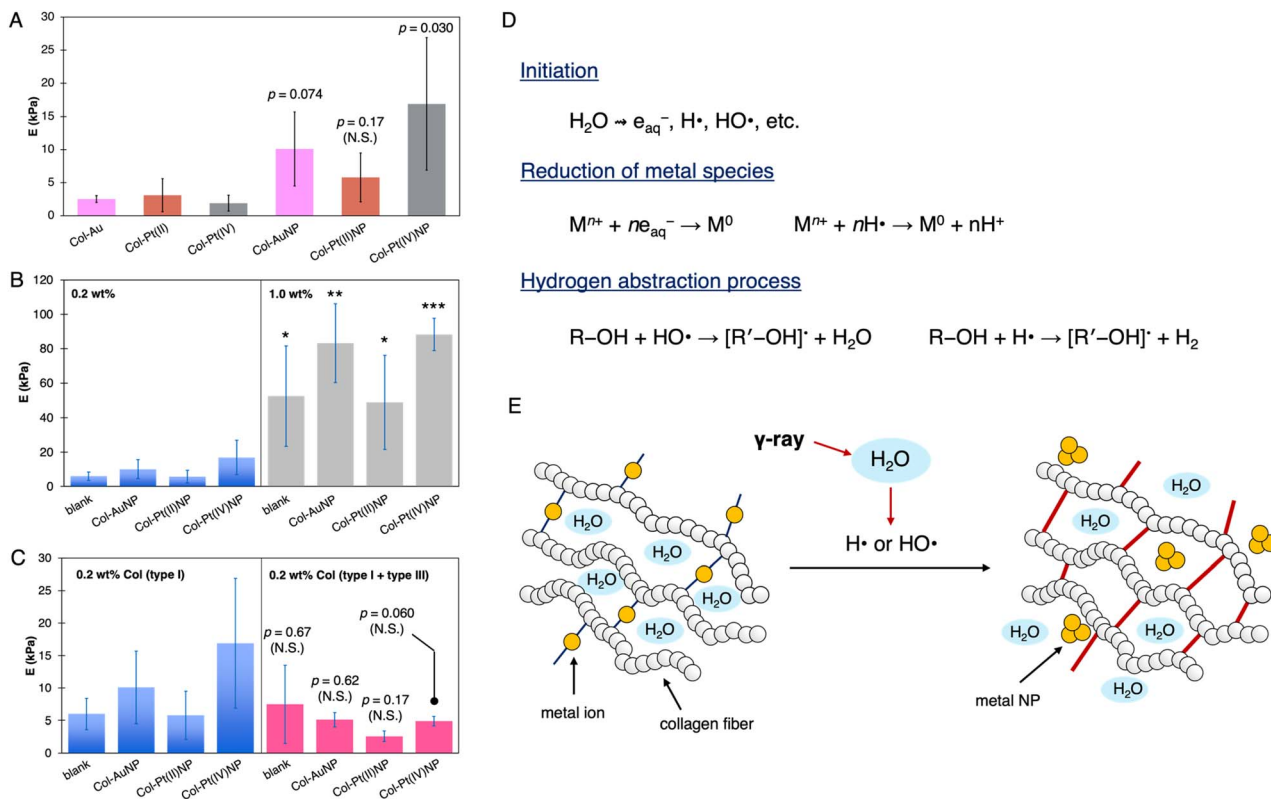 A
E (kPa)
30
25
20
15
10
5
0
p = 0.074
p = 0.17
(N.S.)
p = 0.030
Col-Au
Col-Pt(II)
Col-Pt(IV)
Col-AuNP
Col-Pt(II)NP
Col-Pt(IV)NP
B
E (kPa)
120
100
80
60
40
20
0
0.2 wt%
1.0 wt%
*
**
*
***
blank
Col-AuNP
Col-Pt(II)NP
Col-Pt(IV)NP
blank
Col-AuNP
Col-Pt(II)NP
Col-Pt(IV)NP
C
E (kPa)
30
25
20
15
10
5
0
0.2 wt% Col (type I)
0.2 wt% Col (type I + type III)
p = 0.67
(N.S.)
p = 0.62
(N.S.)
p = 0.17
(N.S.)
p = 0.060
(N.S.)
blank
Col-AuNP
Col-Pt(II)NP
Col-Pt(IV)NP
blank
Col-AuNP
Col-Pt(II)NP
Col-Pt(IV)NP
D
Initiation
H₂O ⇝ eaq⁻, H•, HO•, etc.
Reduction of metal species
Mⁿ⁺ + neaq⁻ → M⁰ Mⁿ⁺ + nH• → M⁰ + nH⁺
Hydrogen abstraction process
R–OH + HO• → [R′–OH]• + H₂O R–OH + H• → [R′–OH]• + H₂
E
γ-ray
H₂O
H• or HO•
H₂O
H₂O
H₂O
H₂O
H₂O
metal ion
collagen fiber
H₂O
H₂O
H₂O
H₂O
H₂O
H₂O
metal NP